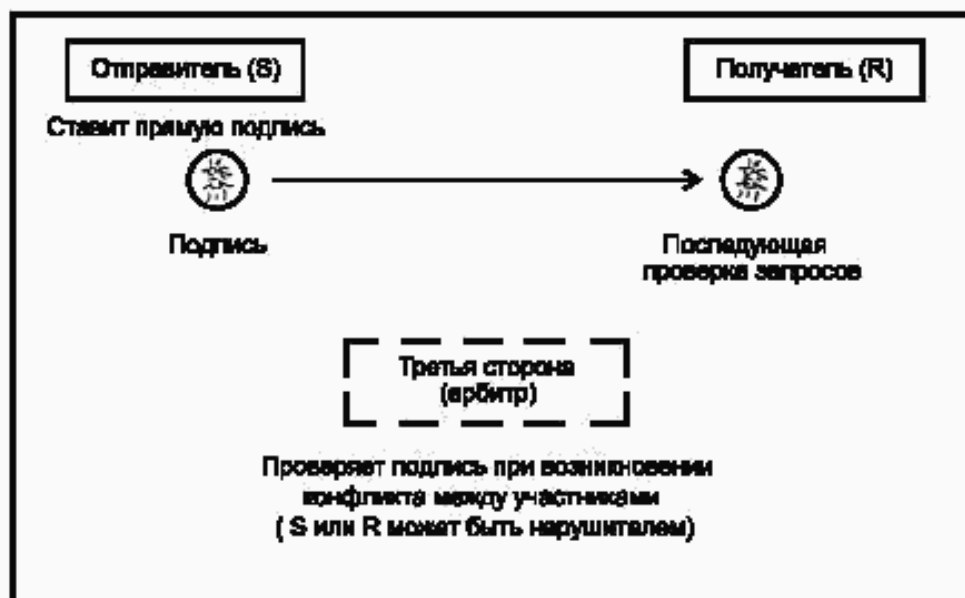 Отправитель (S)
Получатель (R)
Ставит прямую подпись
Подпись
Последующая
проверка запросов
Третья сторона
(арбитр)
Проверяет подпись при возникновении
конфликта между участниками
( S или R может быть нарушителем)